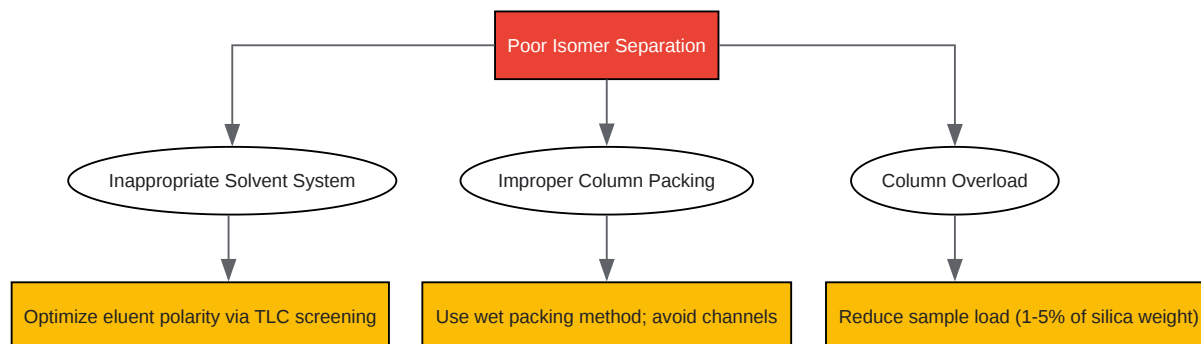 Poor Isomer Separation
Inappropriate Solvent System
Improper Column Packing
Column Overload
Optimize eluent polarity via TLC screening
Use wet packing method; avoid channels
Reduce sample load (1-5% of silica weight)